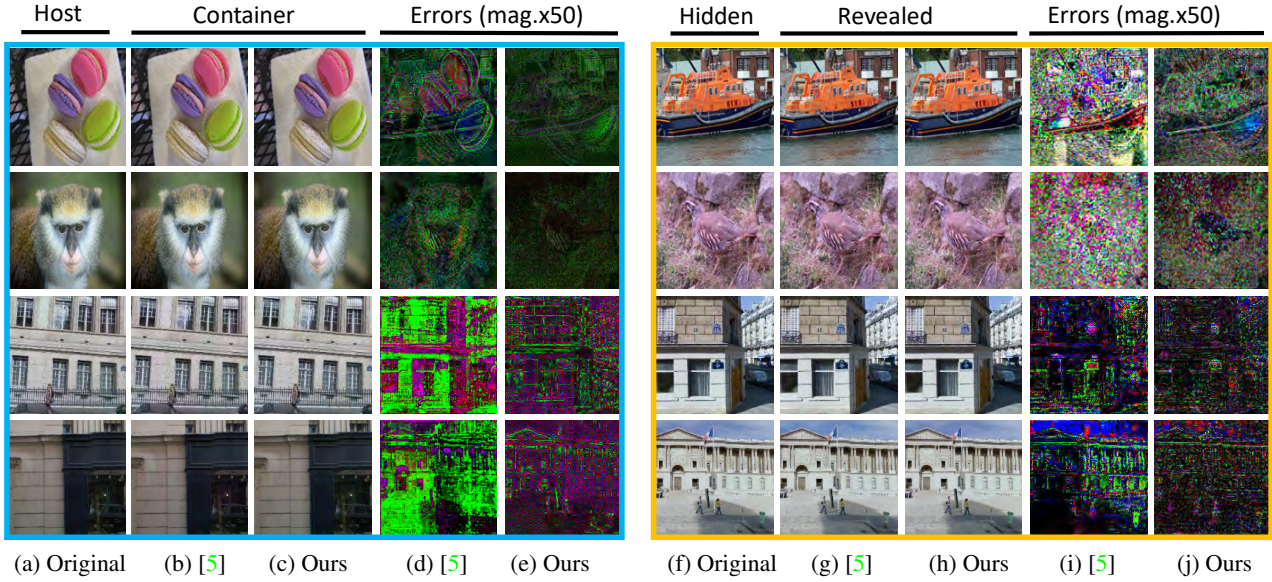 Host Container Errors (mag.x50) Hidden Revealed Errors (mag.x50)
(a) Original (b) [5] (c) Ours (d) [5] (e) Ours (f) Original (g) [5] (h) Ours (i) [5] (j) Ours